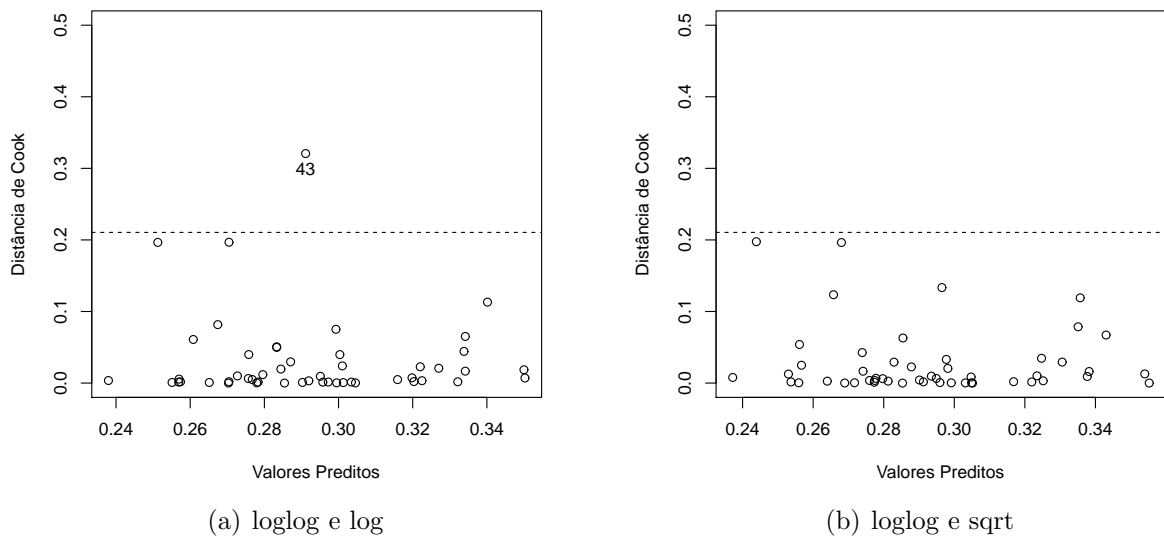 0.5
0.4
0.3
0.2
0.1
0.0
Distância de Cook
43
0.24 0.26 0.28 0.30 0.32 0.34
Valores Preditos
(a) loglog e log
0.5
0.4
0.3
0.2
0.1
0.0
Distância de Cook
0.24 0.26 0.28 0.30 0.32 0.34
Valores Preditos
(b) loglog e sqrt